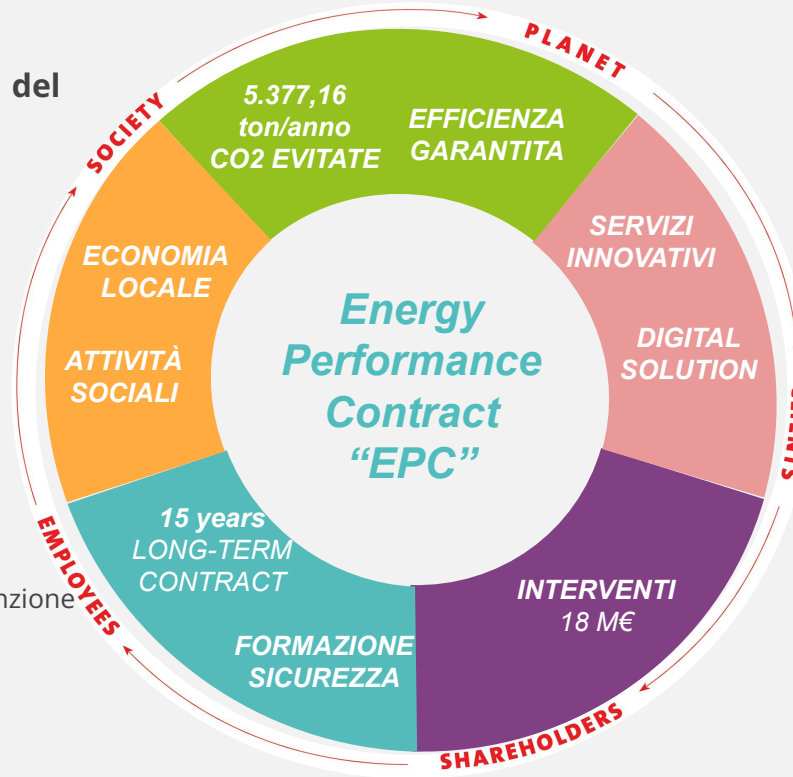 del
PLANET
SOCIETY
5.377,16
ton/anno
CO2 EVITATE
EFFICIENZA
GARANTITA
SERVIZI
INNOVATIVI
ECONOMIA
LOCALE
DIGITAL
SOLUTION
ATTIVITÀ
SOCIALI
Energy
Performance
Contract
“EPC”
15 years
LONG-TERM
CONTRACT
EMPLOYEES
INTERVENTI
18 M€
FORMAZIONE
SICUREZZA
SHAREHOLDERS